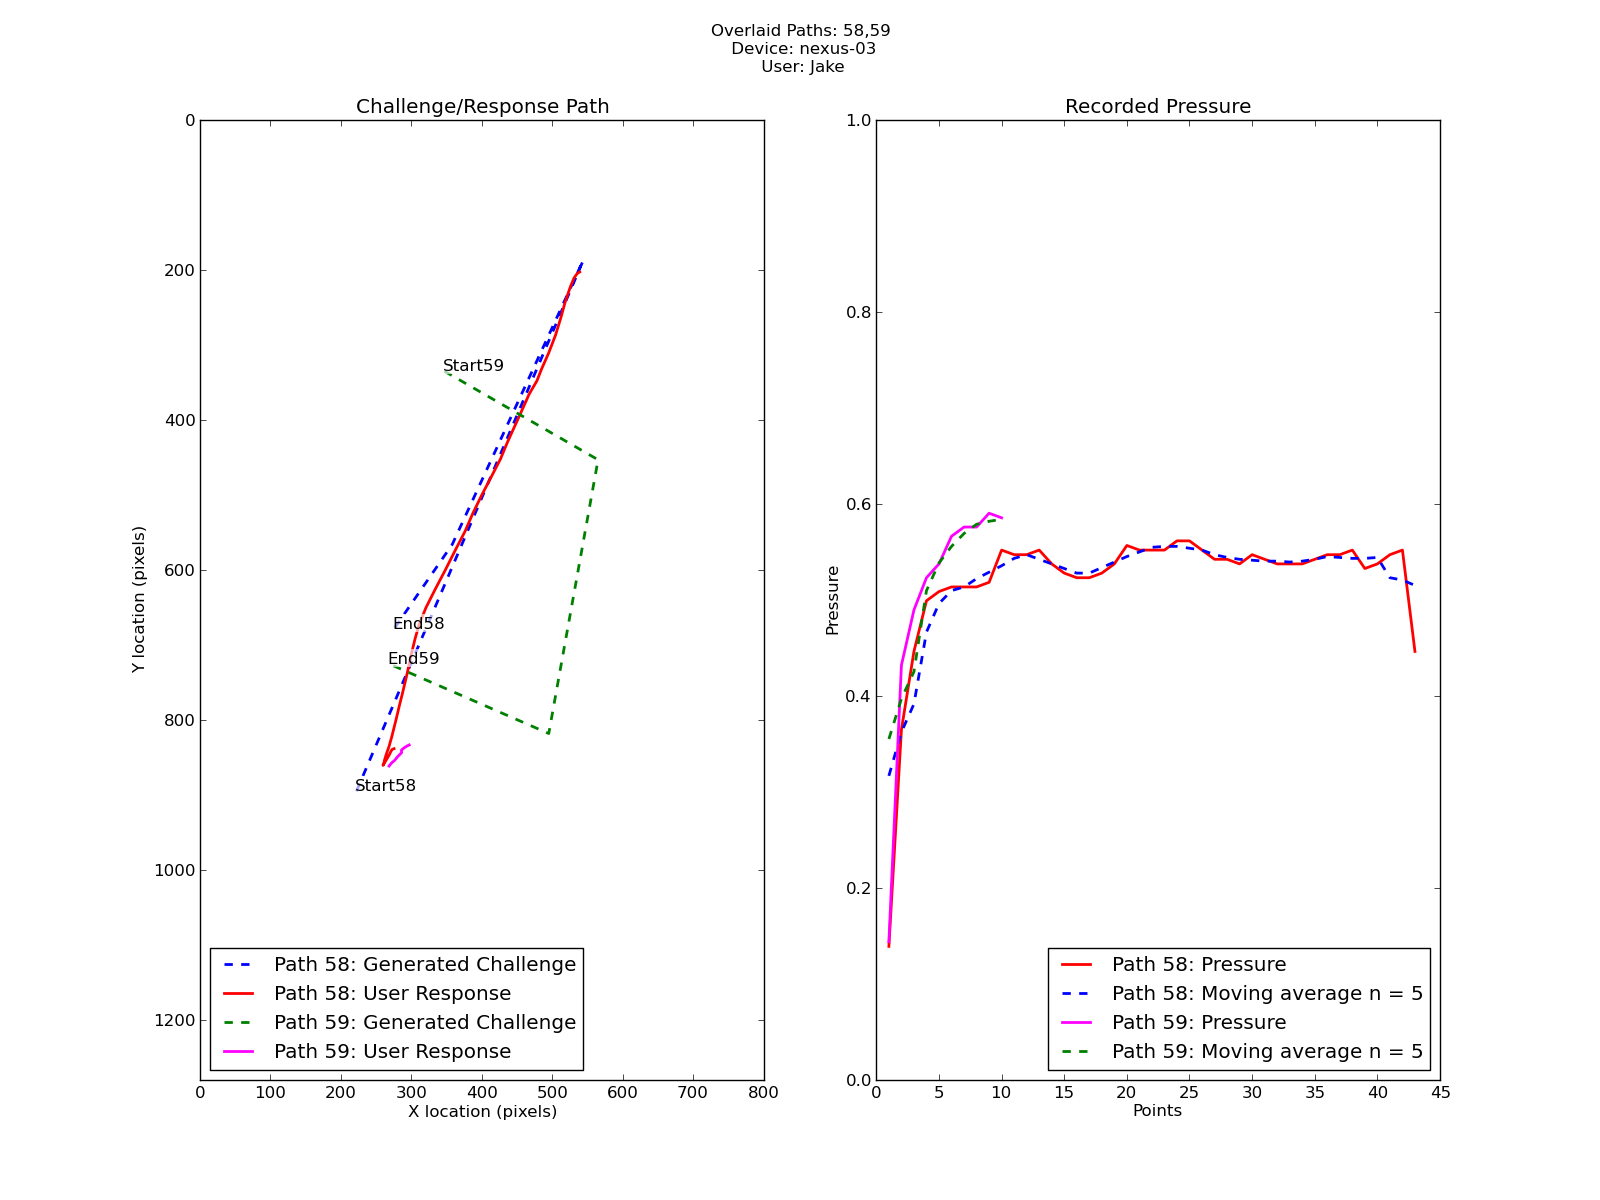 Overlaid Paths: 58,59
Device: nexus-03
User: Jake
Challenge/Response Path
0
200
400
600
800
1000
1200
Y location (pixels)
Start59
End58
End59
Start58
Path 58: Generated Challenge
Path 58: User Response
Path 59: Generated Challenge
Path 59: User Response
0 100 200 300 400 500 600 700 800
X location (pixels)
Recorded Pressure
1.0
0.8
0.6
0.4
0.2
0.0
Pressure
Path 58: Pressure
Path 58: Moving average n = 5
Path 59: Pressure
Path 59: Moving average n = 5
0 5 10 15 20 25 30 35 40 45
Points